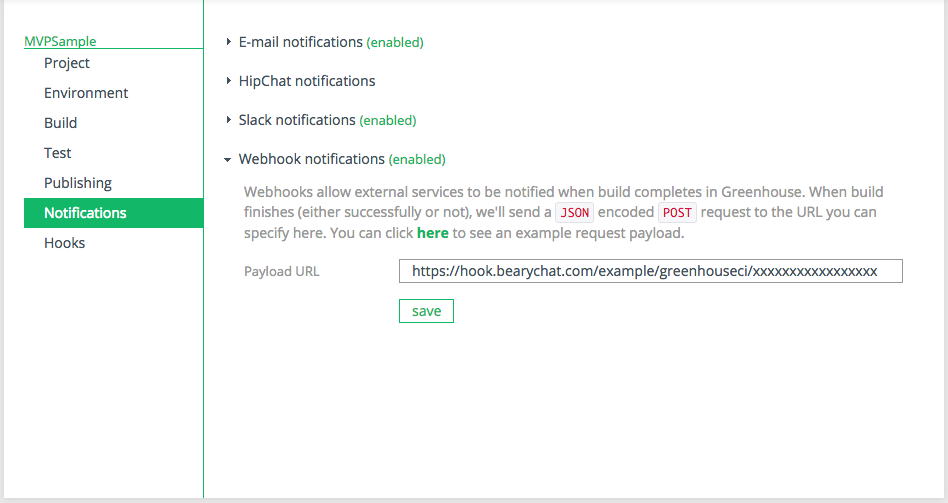 MVPSample
Project
Environment
Build
Test
Publishing
Notifications
Hooks
E-mail notifications (enabled)
HipChat notifications
Slack notifications (enabled)
Webhook notifications (enabled)
Webhooks allow external services to be notified when build completes in Greenhouse. When build
finishes (either successfully or not), we'll send a JSON encoded POST request to the URL you can
specify here. You can click here to see an example request payload.
Payload URL
https://hook.bearychat.com/example/greenhouseci/xxxxxxxxxxxxxxxxx
save